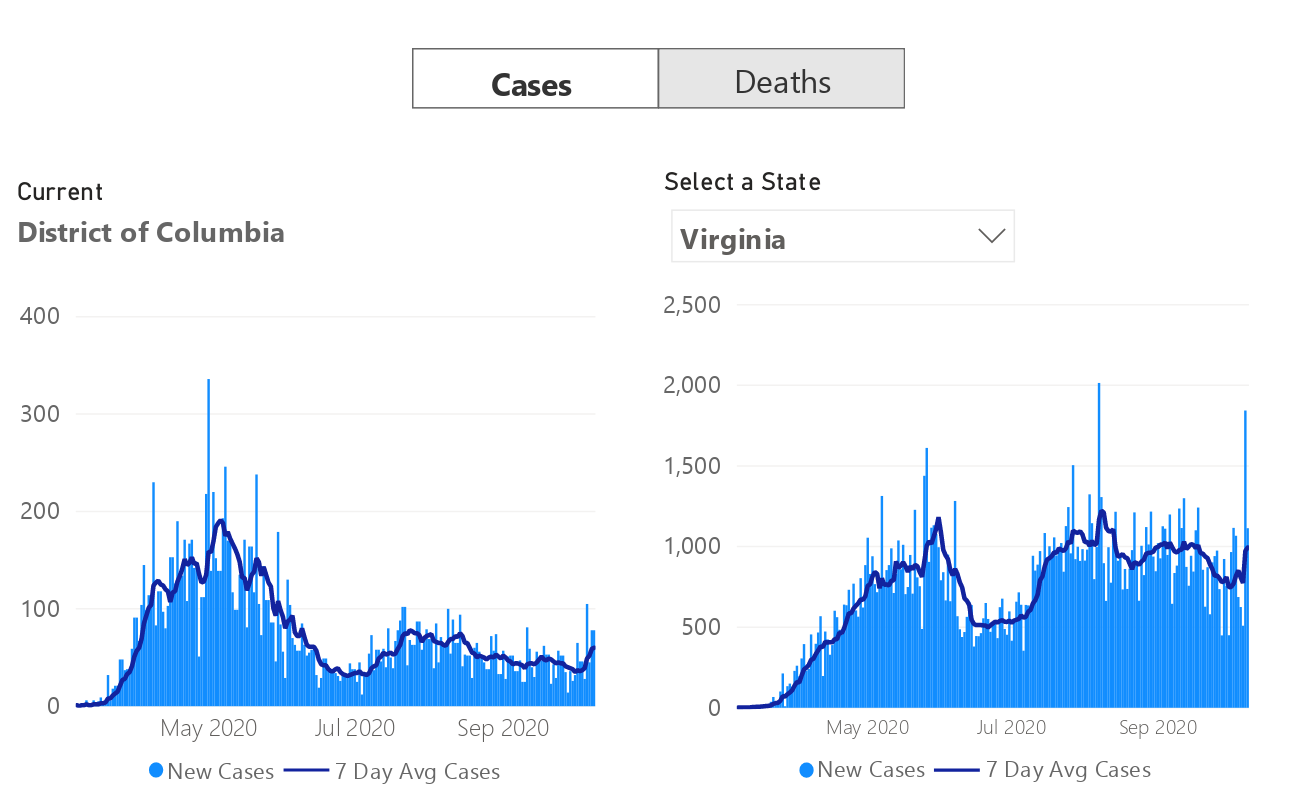 Cases
Deaths
Current
District of Columbia
Select a State
Virginia
400
300
200
100
0
May 2020 Jul 2020 Sep 2020
New Cases 7 Day Avg Cases
2,500
2,000
1,500
1,000
500
0
May 2020 Jul 2020 Sep 2020
New Cases 7 Day Avg Cases